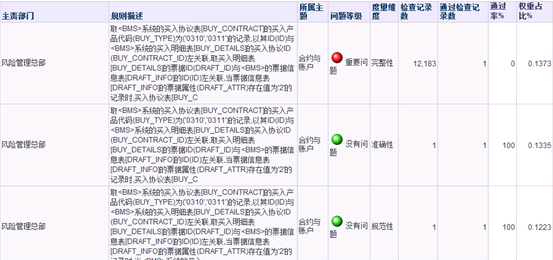 主责部门 规则描述 所属主题 问题等级 度量维度 检查记录数 通过检查记录数 通过率% 权重占比%
风险管理总部
取<BMS>系统的买入协议表[BUY_CONTRACT]的买入产
品代码(BUY_TYPE)为('0310','0311')的记录,以其ID(ID)与
<BMS>系统的买入明细表[BUY_DETAILS]的买入协议ID
(BUY_CONTRACT_ID)左关联,取买入明细表
[BUY_DETAILS]的票据ID(DRAFT_ID)与<BMS>的票据信
息表[DRAFT_INFO]的ID(ID)左关联,当票据信息表
[DRAFT_INFO]的票据属性(DRAFT_ATTR)存在值为'2'的
记录时,买入协议表[BUY_C
合约与账户 重要问题 完整性 12,183 1 0 0.1373
风险管理总部
取<BMS>系统的买入协议表[BUY_CONTRACT]的买入产
品代码(BUY_TYPE)为('0310','0311')的记录,以其ID(ID)与
<BMS>系统的买入明细表[BUY_DETAILS]的买入协议ID
(BUY_CONTRACT_ID)左关联,取买入明细表
[BUY_DETAILS]的票据ID(DRAFT_ID)与<BMS>的票据信
息表[DRAFT_INFO]的ID(ID)左关联,当票据信息表
[DRAFT_INFO]的票据属性(DRAFT_ATTR)存在值为'2'的
记录时,买入协议表[BUY_C
合约与账户 没有问题 准确性 1 1 100 0.1335
风险管理总部
取<BMS>系统的买入协议表[BUY_CONTRACT]的买入产
品代码(BUY_TYPE)为('0310','0311')的记录,以其ID(ID)与
<BMS>系统的买入明细表[BUY_DETAILS]的买入协议ID
(BUY_CONTRACT_ID)左关联,取买入明细表
[BUY_DETAILS]的票据ID(DRAFT_ID)与<BMS>的票据信
息表[DRAFT_INFO]的ID(ID)左关联,当票据信息表
[DRAFT_INFO]的票据属性(DRAFT_ATTR)存在值为'2'的
合约与账户 没有问题 规范性 1 1 100 0.1223